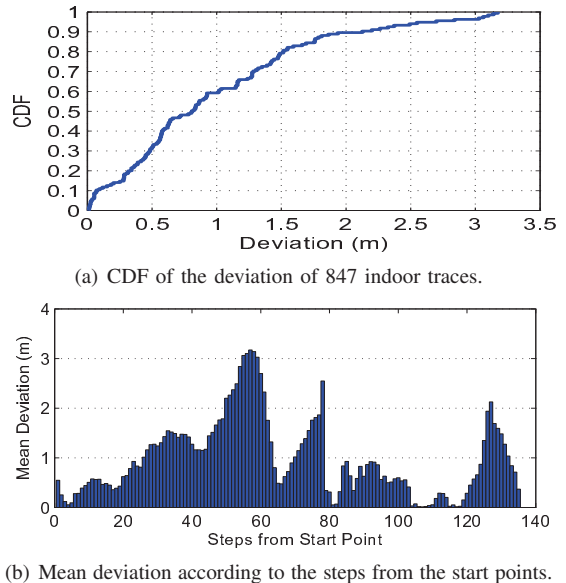 1
0.9
0.8
0.7
0.6
0.5
0.4
0.3
0.2
0.1
0
CDF
0 0.5 1 1.5 2 2.5 3 3.5
Deviation (m)
(a) CDF of the deviation of 847 indoor traces.
4
3
2
1
0
Mean Deviation (m)
0 20 40 60 80 100 120 140
Steps from Start Point
(b) Mean deviation according to the steps from the start points.